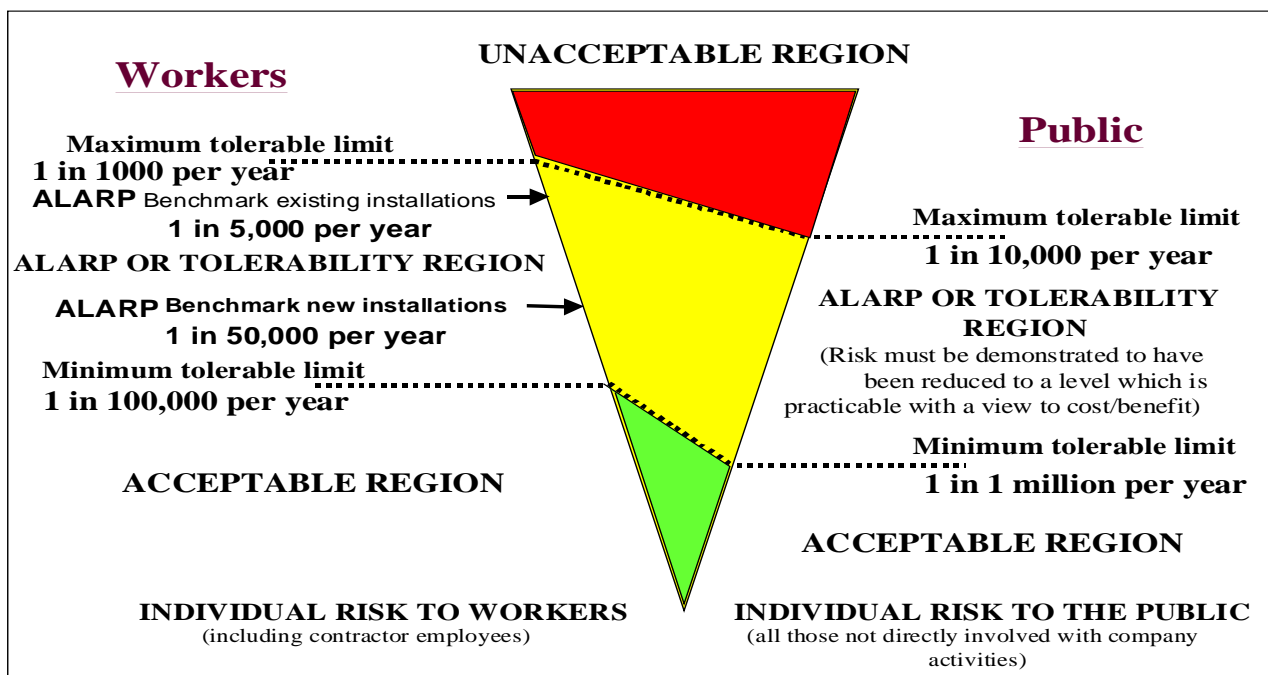 UNACCEPTABLE REGION
Workers
Maximum tolerable limit
1 in 1000 per year
ALARP Benchmark existing installations
1 in 5,000 per year
ALARP OR TOLERABILITY REGION
ALARP Benchmark new installations
1 in 50,000 per year
Minimum tolerable limit
1 in 100,000 per year
ACCEPTABLE REGION
INDIVIDUAL RISK TO WORKERS
(including contractor employees)
Public
Maximum tolerable limit
1 in 10,000 per year
ALARP OR TOLERABILITY
REGION
(Risk must be demonstrated to have
been reduced to a level which is
practicable with a view to cost/benefit)
Minimum tolerable limit
1 in 1 million per year
ACCEPTABLE REGION
INDIVIDUAL RISK TO THE PUBLIC
(all those not directly involved with company
activities)